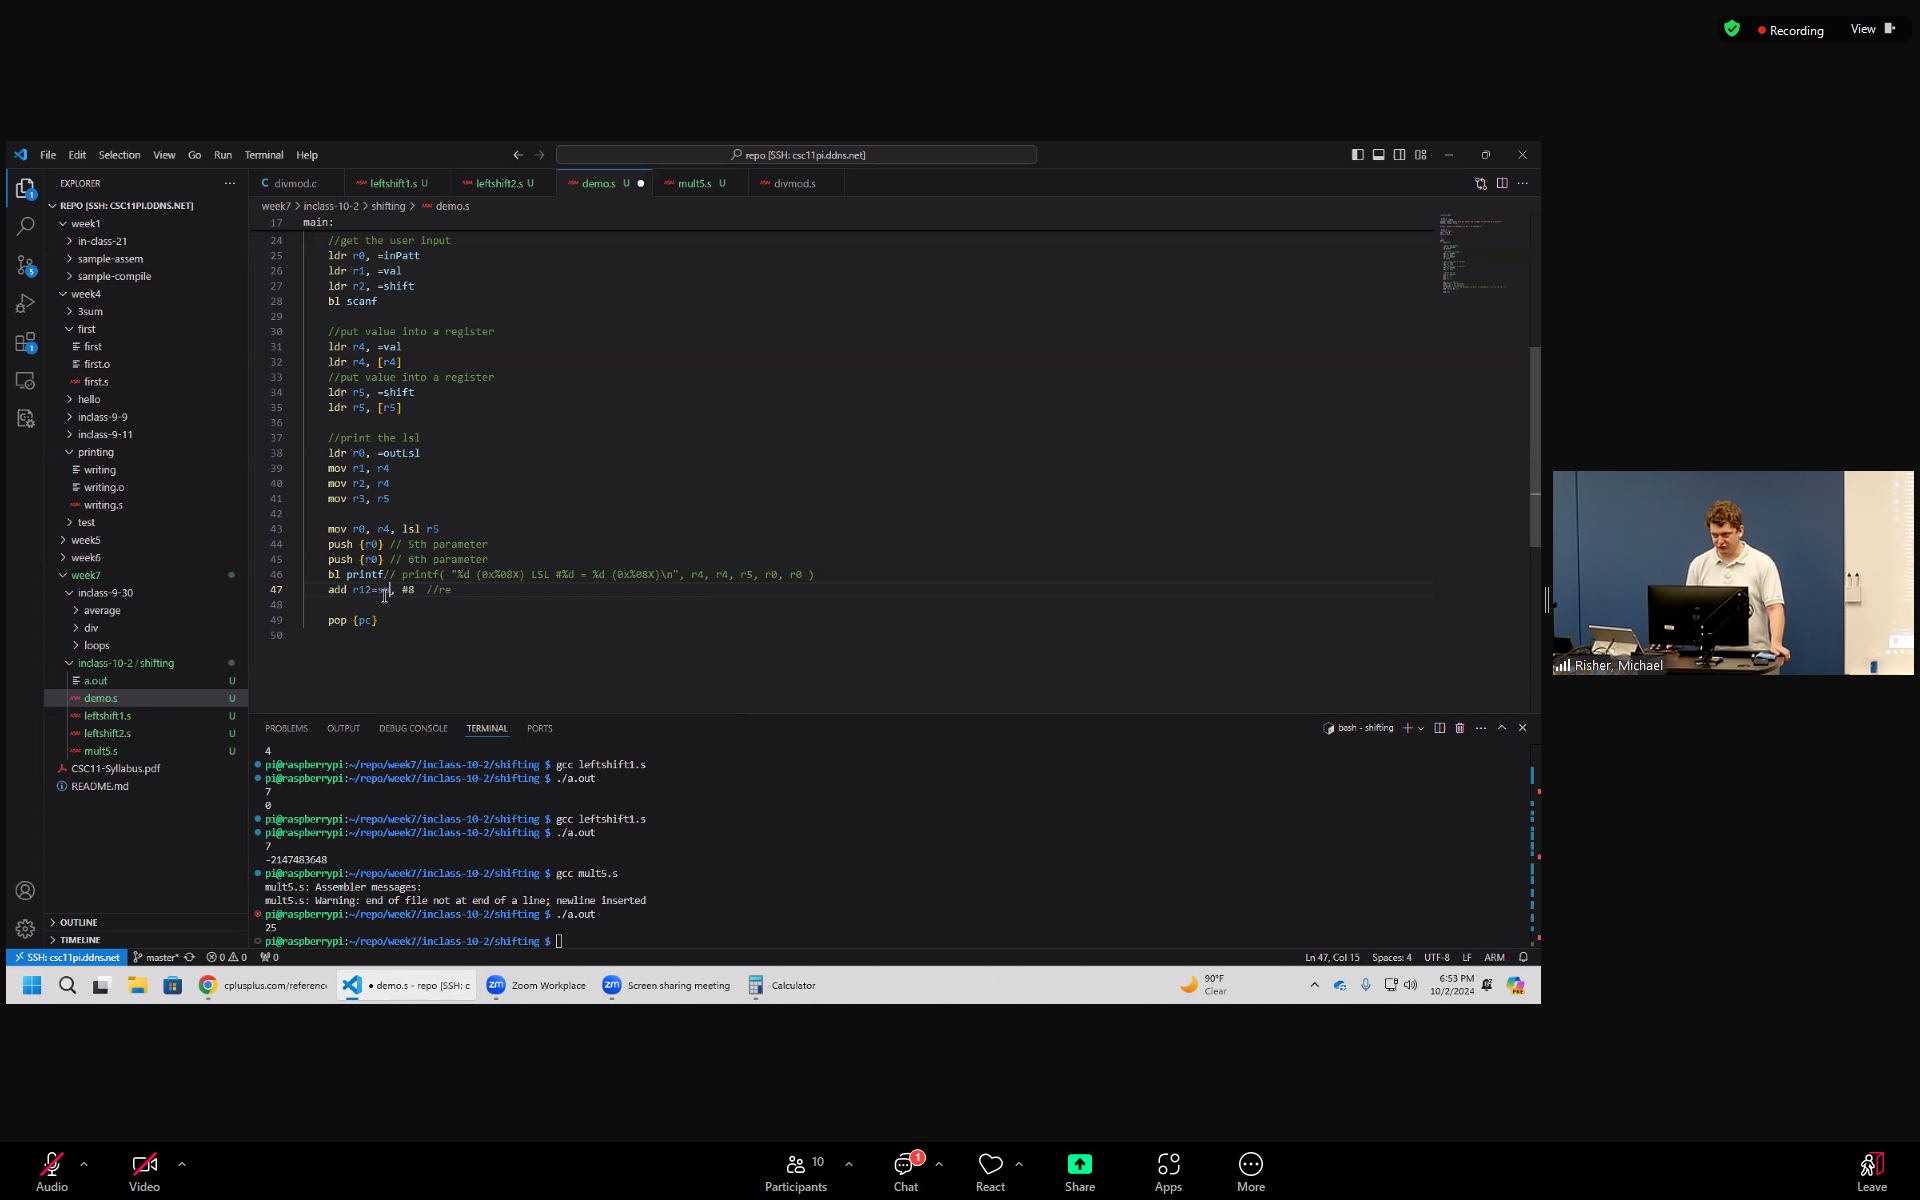 Recording
View
File Edit Selection View Go Run Terminal Help
repo [SSH: csc11pi.ddns.net]
EXPLORER
REPO [SSH: CSC11PI.DDNS.NET]
week1
in-class-21
sample-assem
sample-compile
week4
3sum
first
first
first.o
first.s
hello
inclass-9-9
inclass-9-11
printing
writing
writing.o
writing.s
test
week5
week6
week7
inclass-9-30
average
div
loops
inclass-10-2 / shifting
a.out U
demo.s U
leftshift1.s U
leftshift2.s U
mult5.s U
CSC11-Syllabus.pdf
README.md
OUTLINE
TIMELINE
C divmod.c leftshift1.s U leftshift2.s U demo.s U mult5.s U divmod.s
week7 > inclass-10-2 > shifting > demo.s
17 main:
24 //get the user input
25 ldr r0, =inPatt
26 ldr r1, =val
27 ldr r2, =shift
28 bl scanf
29
30 //put value into a register
31 ldr r4, =val
32 ldr r4, [r4]
33 //put value into a register
34 ldr r5, =shift
35 ldr r5, [r5]
36
37 //print the lsl
38 ldr r0, =outLsl
39 mov r1, r4
40 mov r2, r4
41 mov r3, r5
42
43 mov r0, r4, lsl r5
44 push {r0} // 5th parameter
45 push {r0} // 6th parameter
46 bl printf// printf( "%d (0x%08X) LSL #%d = %d (0x%08X)\n", r4, r4, r5, r0, r0 )
47 add r12=sp, #8 //re
48
49 pop {pc}
50
PROBLEMS OUTPUT DEBUG CONSOLE TERMINAL PORTS
bash - shifting
4
pi@raspberrypi:~/repo/week7/inclass-10-2/shifting $ gcc leftshift1.s
pi@raspberrypi:~/repo/week7/inclass-10-2/shifting $ ./a.out
7
0
pi@raspberrypi:~/repo/week7/inclass-10-2/shifting $ gcc leftshift1.s
pi@raspberrypi:~/repo/week7/inclass-10-2/shifting $ ./a.out
7
-2147483648
pi@raspberrypi:~/repo/week7/inclass-10-2/shifting $ gcc mult5.s
mult5.s: Assembler messages:
mult5.s: Warning: end of file not at end of a line; newline inserted
pi@raspberrypi:~/repo/week7/inclass-10-2/shifting $ ./a.out
25
pi@raspberrypi:~/repo/week7/inclass-10-2/shifting $
SSH: csc11pi.ddns.net master* 0 0 0 Ln 47, Col 15 Spaces: 4 UTF-8 LF ARM
cplusplus.com/referenc demo.s - repo [SSH: c Zoom Workplace Screen sharing meeting Calculator
90°F
Clear
6:53 PM
10/2/2024
Risher, Michael
Audio Video Participants 10 Chat 1 React Share Apps More Leave